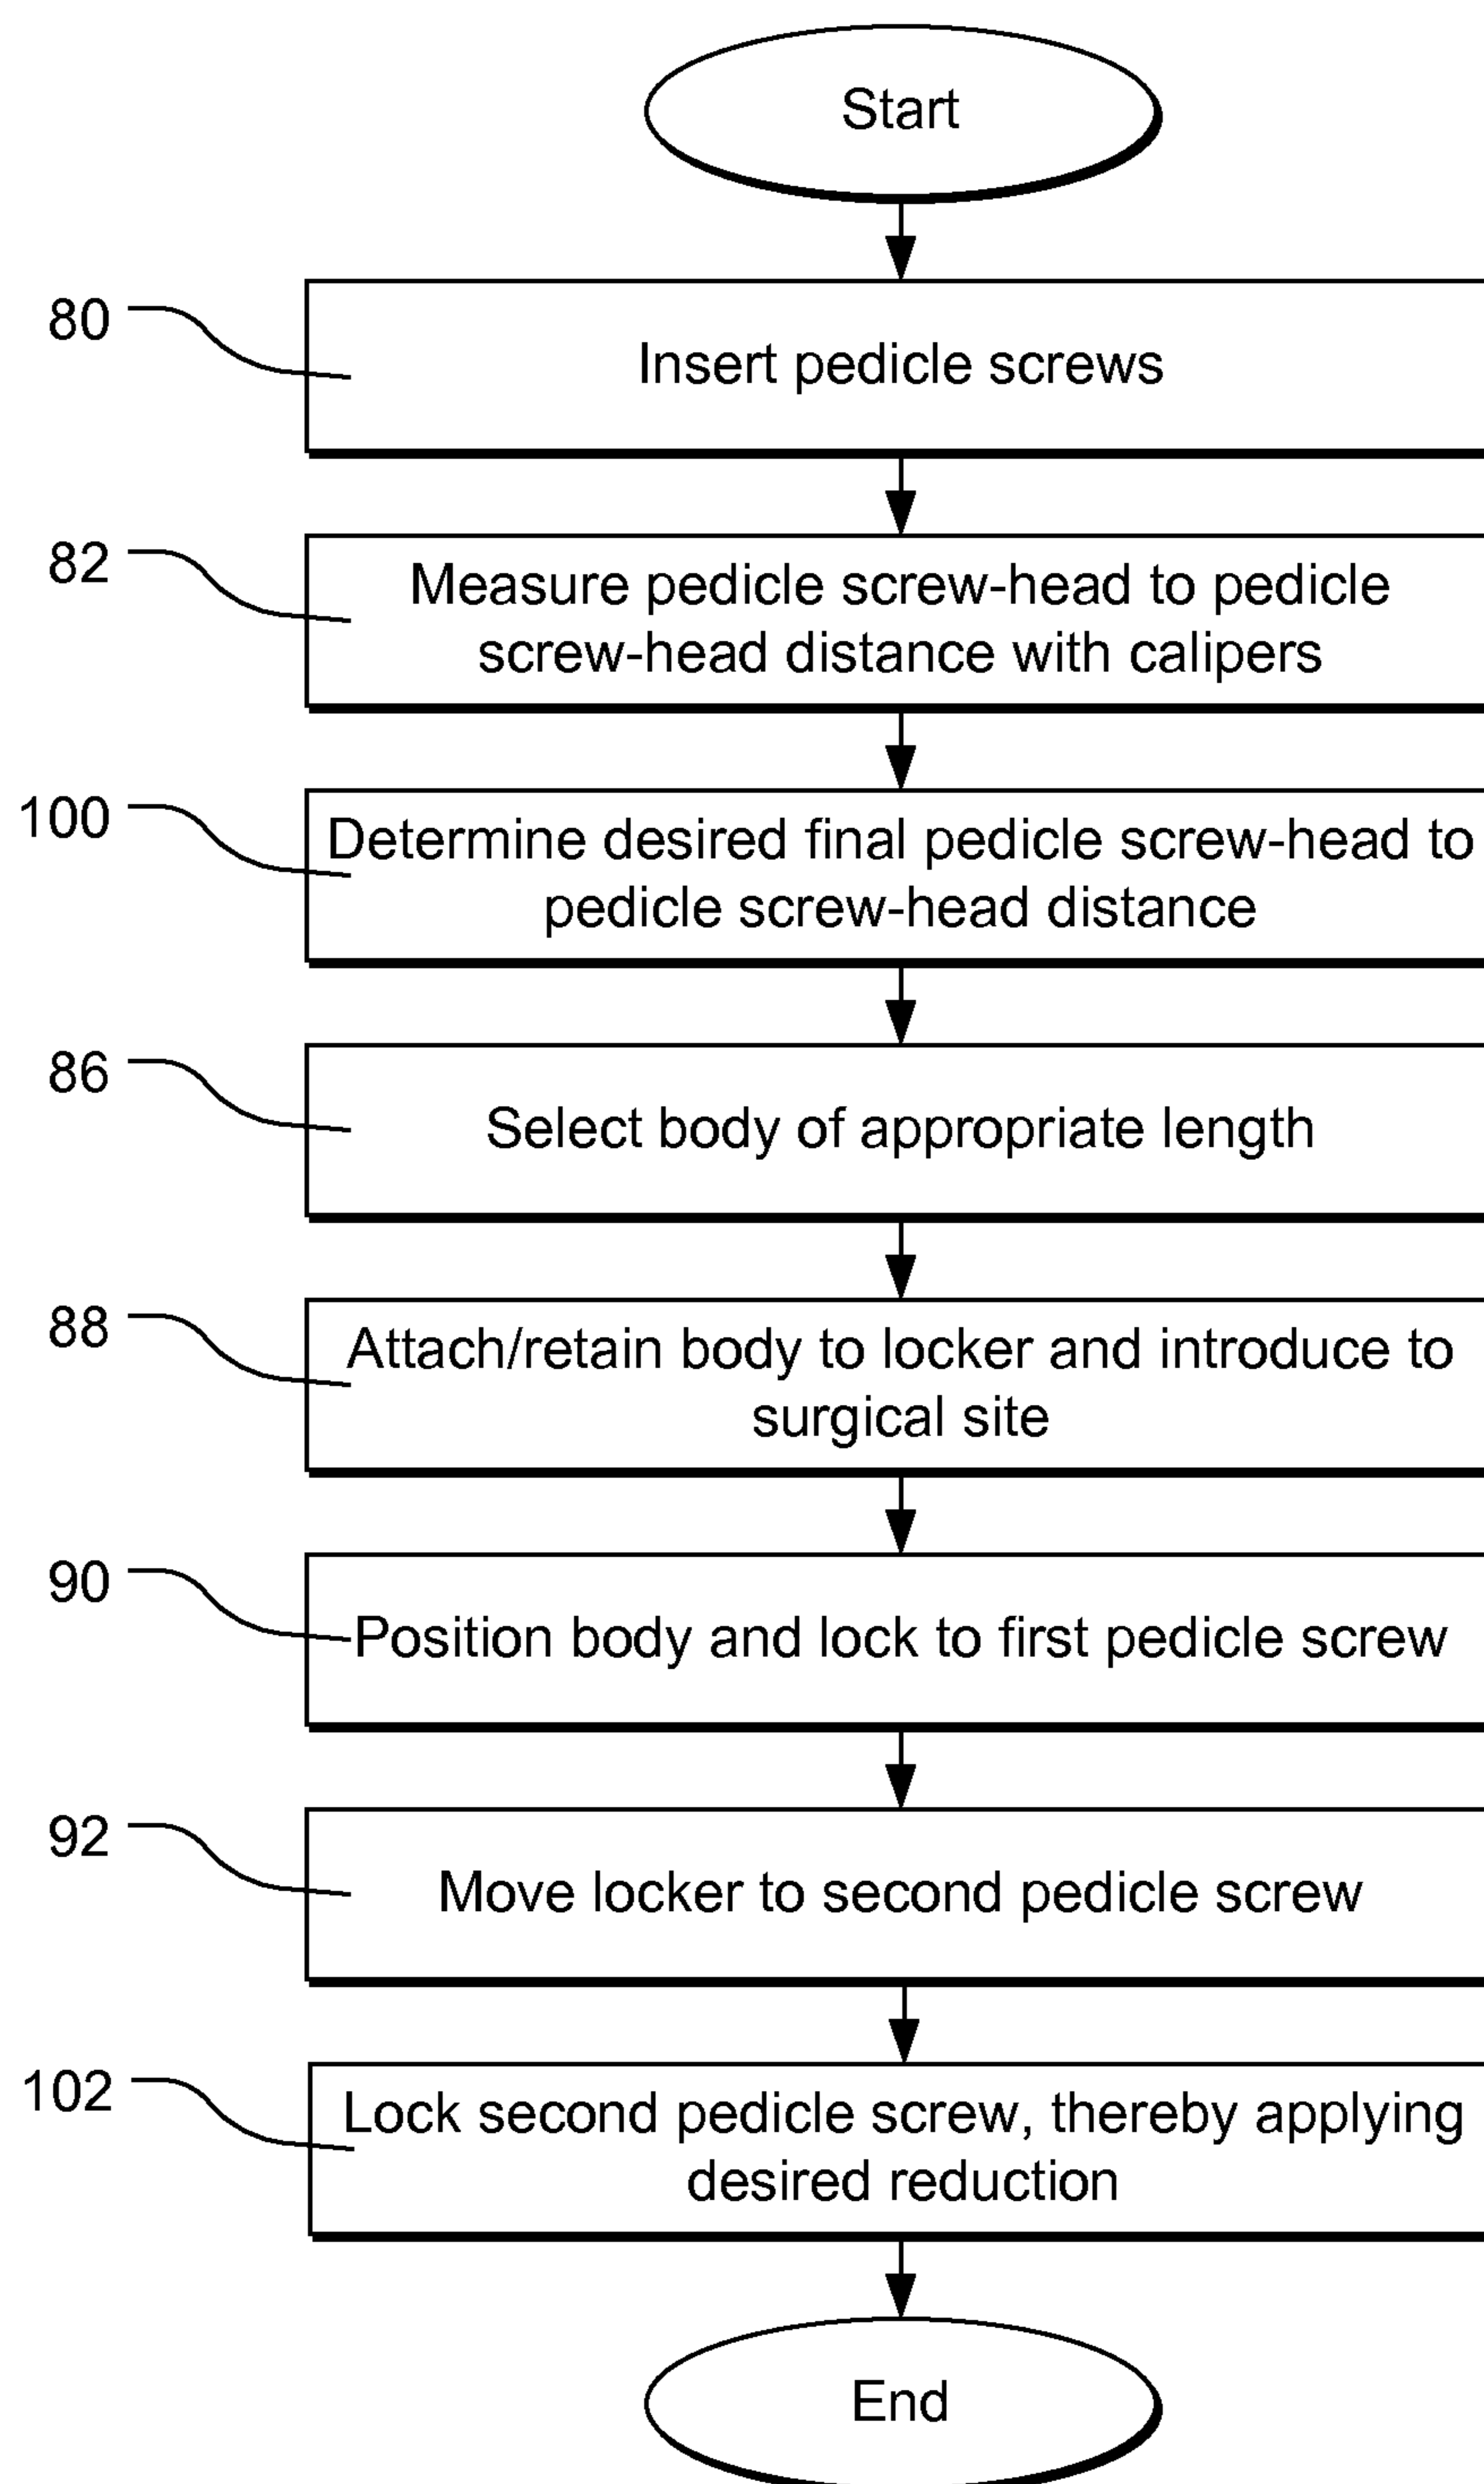 Start
80
Insert pedicle screws
82
Measure pedicle screw-head to pedicle
screw-head distance with calipers
100
Determine desired final pedicle screw-head to
pedicle screw-head distance
86
Select body of appropriate length
88
Attach/retain body to locker and introduce to
surgical site
90
Position body and lock to first pedicle screw
92
Move locker to second pedicle screw
102
Lock second pedicle screw, thereby applying
desired reduction
End